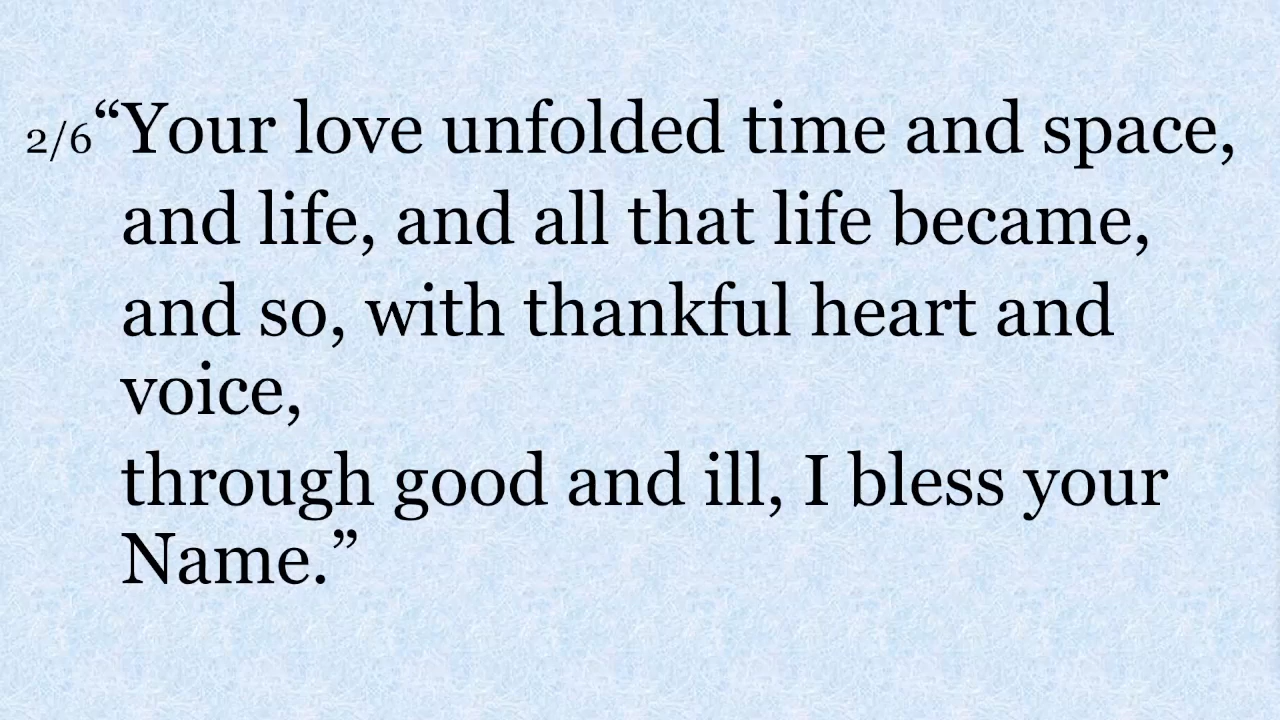 2/6“Your love unfolded time and space,
and life, and all that life became,
and so, with thankful heart and
voice,
through good and ill, I bless your
Name.”